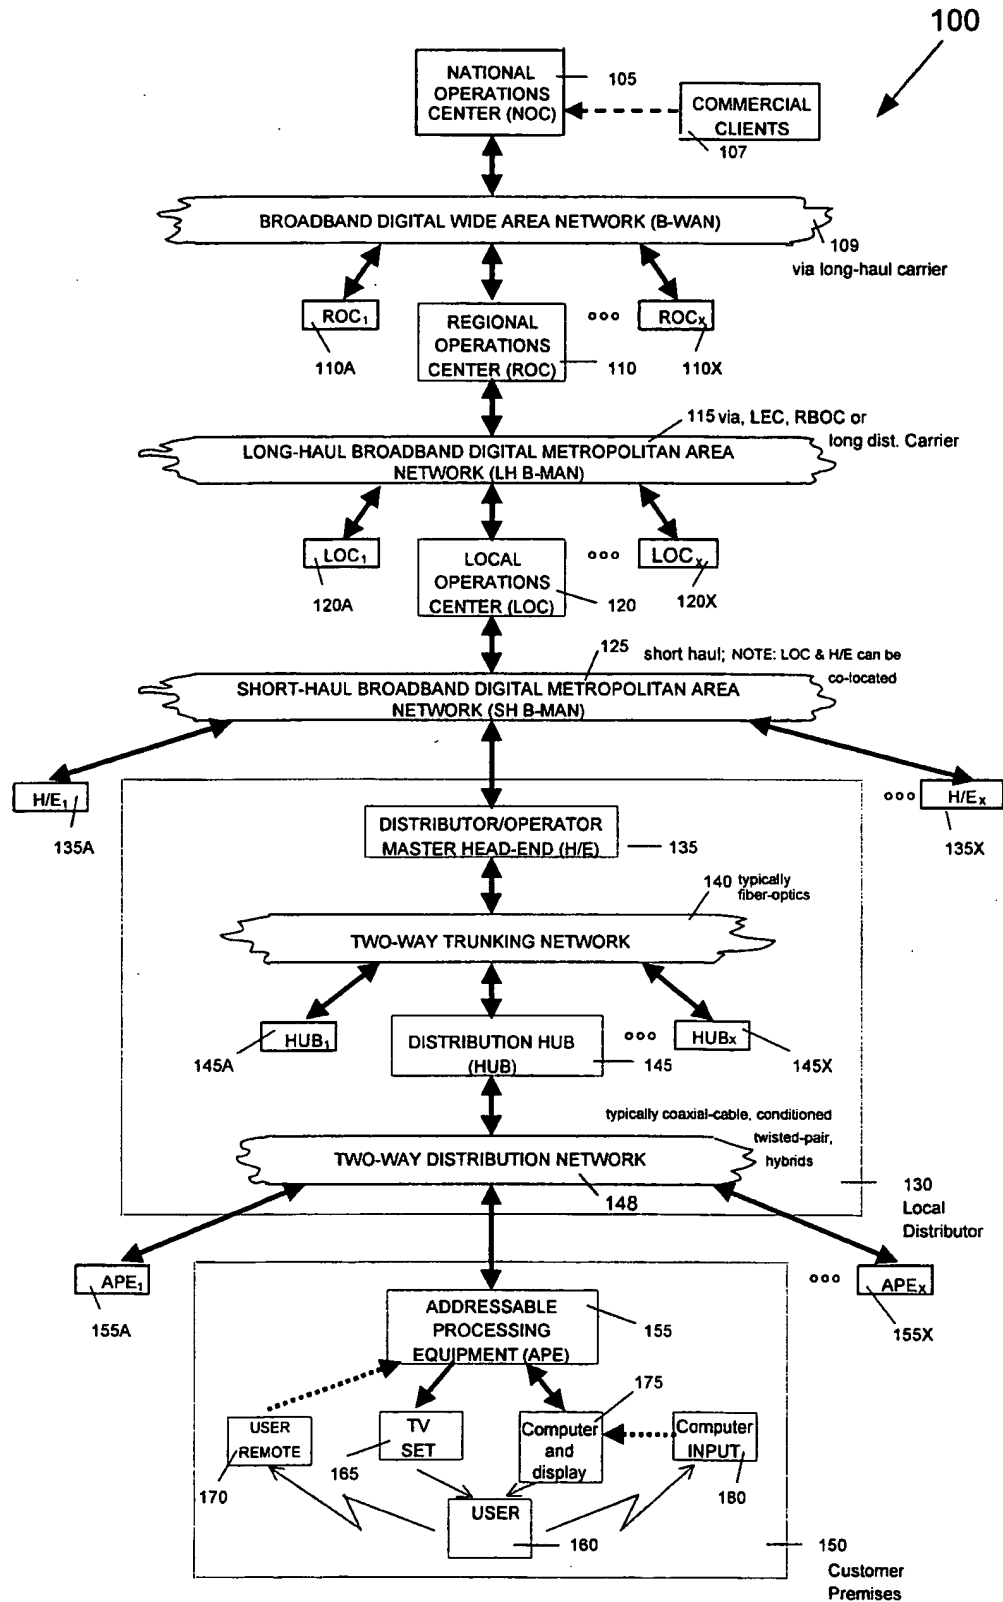 100
NATIONAL
OPERATIONS
CENTER (NOC)
105
COMMERCIAL
CLIENTS
107
BROADBAND DIGITAL WIDE AREA NETWORK (B-WAN)
109
via long-haul carrier
ROC1
REGIONAL
OPERATIONS
CENTER (ROC)
ooo
ROCx
110A
110
110X
115 via, LEC, RBOC or
long dist. Carrier
LONG-HAUL BROADBAND DIGITAL METROPOLITAN AREA
NETWORK (LH B-MAN)
LOC1
LOCAL
OPERATIONS
CENTER (LOC)
ooo
LOCx
120A
120
120X
125
short haul; NOTE: LOC & H/E can be
co-located
SHORT-HAUL BROADBAND DIGITAL METROPOLITAN AREA
NETWORK (SH B-MAN)
H/E1
ooo
H/Ex
135A
DISTRIBUTOR/OPERATOR
MASTER HEAD-END (H/E)
135
135X
140 typically
fiber-optics
TWO-WAY TRUNKING NETWORK
HUB1
DISTRIBUTION HUB
(HUB)
ooo
HUBx
145A
145
145X
typically coaxial-cable, conditioned
twisted-pair,
hybrids
TWO-WAY DISTRIBUTION NETWORK
148
130
Local
Distributor
APE1
ooo
APEx
155A
ADDRESSABLE
PROCESSING
EQUIPMENT (APE)
155
155X
175
USER
REMOTE
TV
SET
Computer
and
display
Computer
INPUT
170
165
180
USER
160
150
Customer
Premises